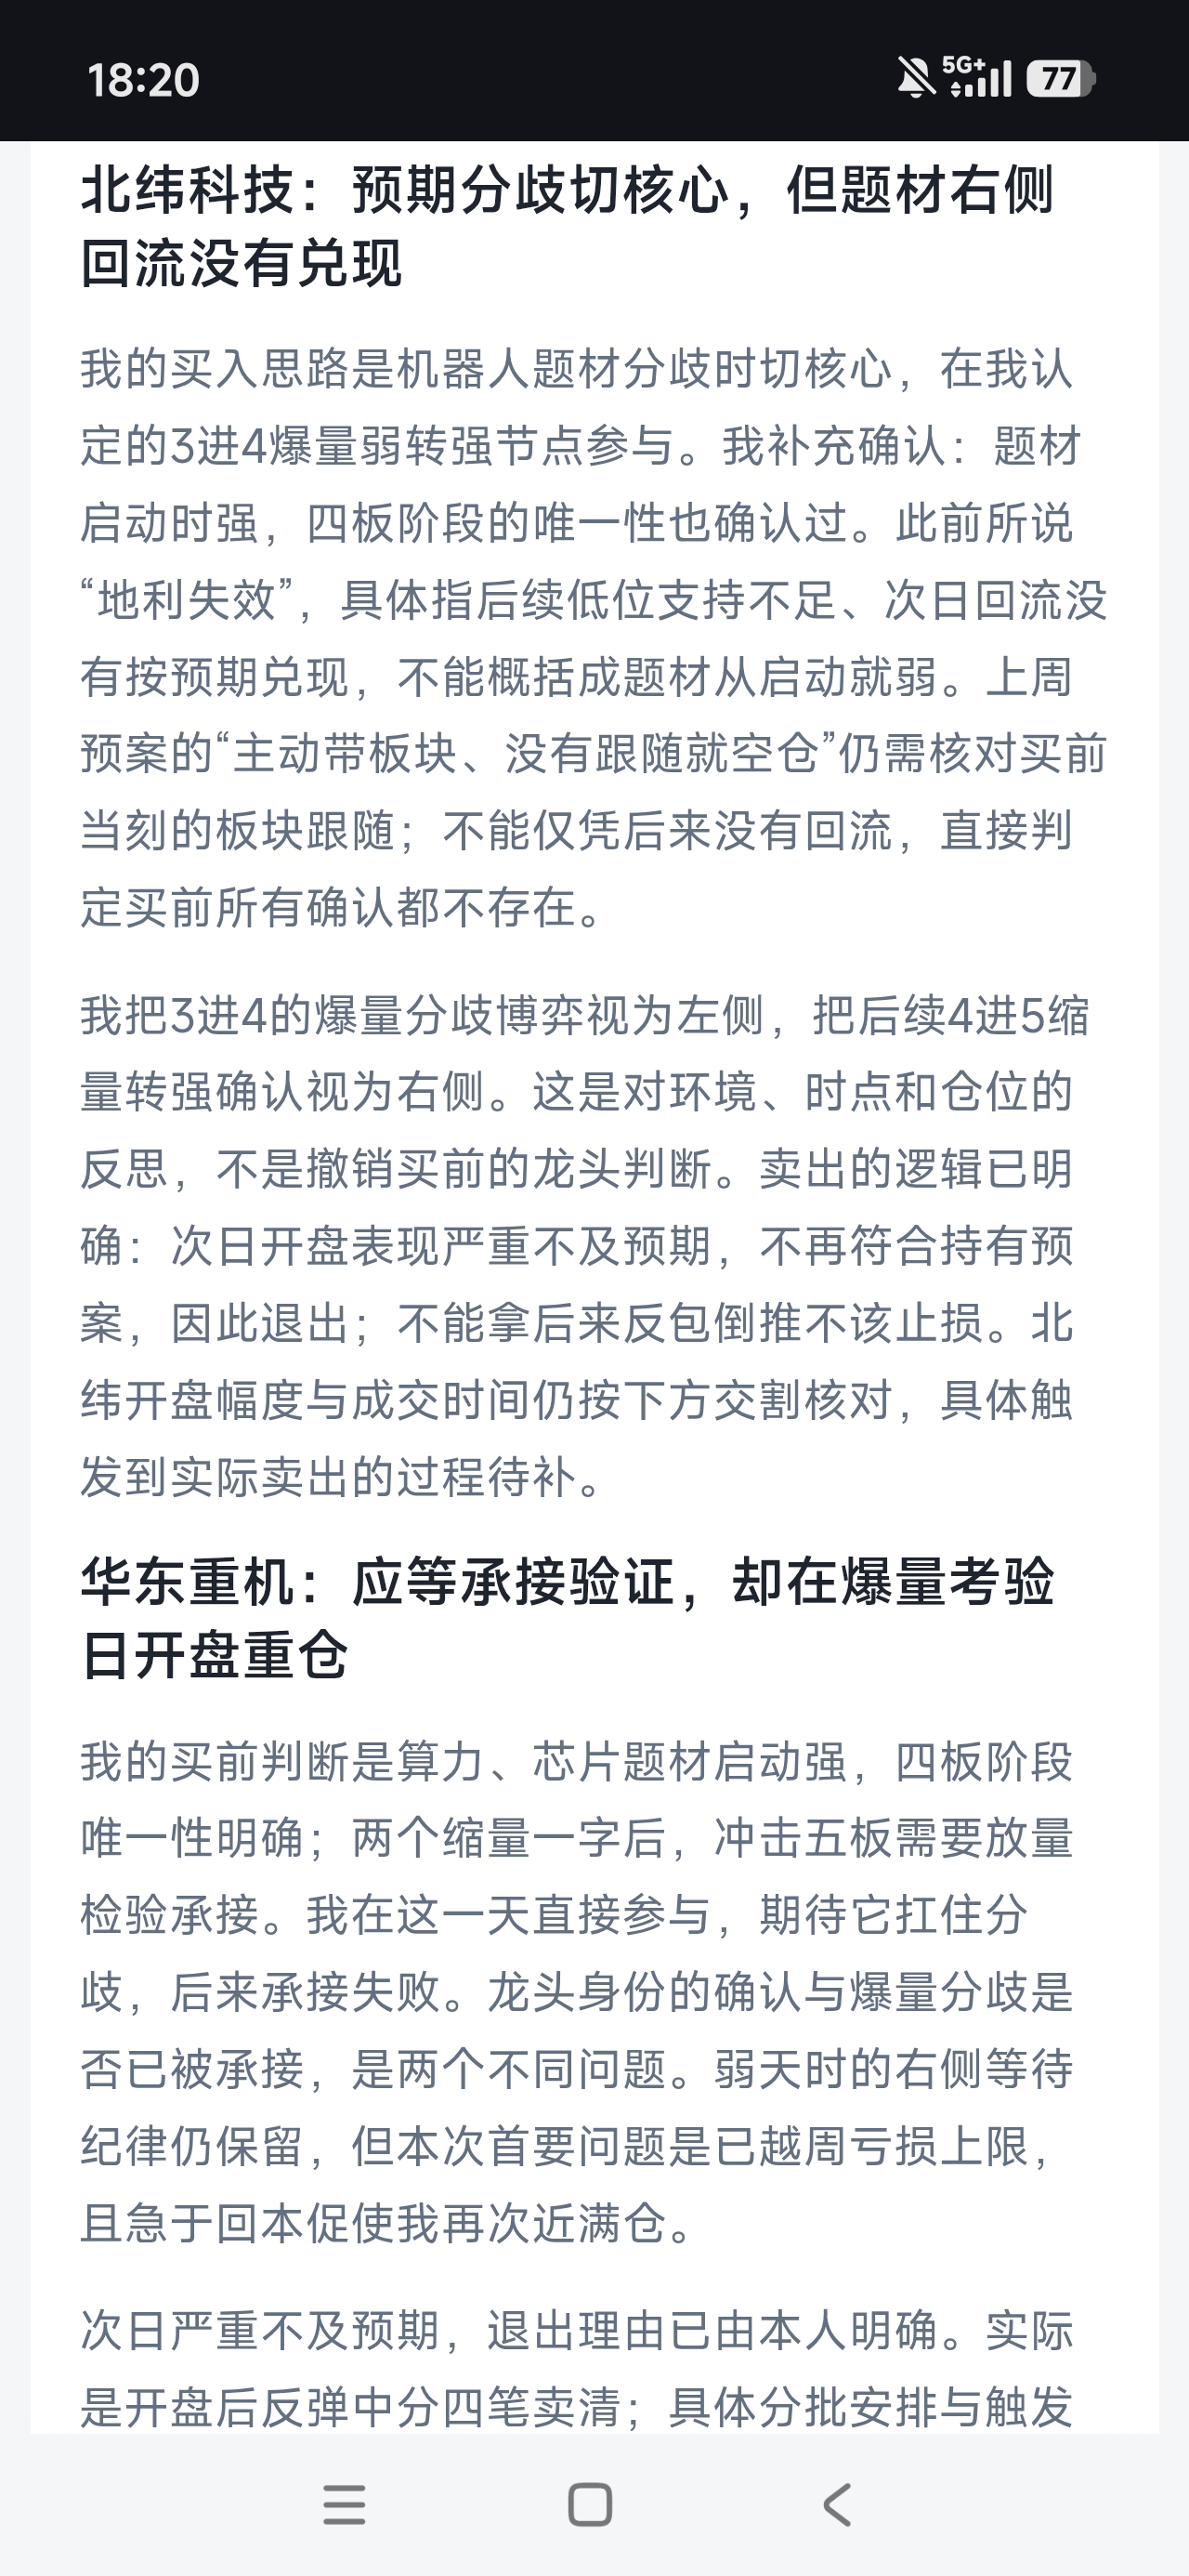 18:20
5G+
77
北纬科技：预期分歧切核心，但题材右侧
回流没有兑现
我的买入思路是机器人题材分歧时切核心，在我认
定的3进4爆量弱转强节点参与。我补充确认：题材
启动时强，四板阶段的唯一性也确认过。此前所说
“地利失效”，具体指后续低位支持不足、次日回流没
有按预期兑现，不能概括成题材从启动就弱。上周
预案的“主动带板块、没有跟随就空仓”仍需核对买前
当刻的板块跟随；不能仅凭后来没有回流，直接判
定买前所有确认都不存在。
我把3进4的爆量分歧博弈视为左侧，把后续4进5缩
量转强确认视为右侧。这是对环境、时点和仓位的
反思，不是撤销买前的龙头判断。卖出的逻辑已明
确：次日开盘表现严重不及预期，不再符合持有预
案，因此退出；不能拿后来反包倒推不该止损。北
纬开盘幅度与成交时间仍按下方交割核对，具体触
发到实际卖出的过程待补。
华东重机：应等承接验证，却在爆量考验
日开盘重仓
我的买前判断是算力、芯片题材启动强，四板阶段
唯一性明确；两个缩量一字后，冲击五板需要放量
检验承接。我在这一天直接参与，期待它扛住分
歧，后来承接失败。龙头身份的确认与爆量分歧是
否已被承接，是两个不同问题。弱天时的右侧等待
纪律仍保留，但本次首要问题是已越周亏损上限，
且急于回本促使我再次近满仓。
次日严重不及预期，退出理由已由本人明确。实际
是开盘后反弹中分四笔卖清；具体分批安排与触发